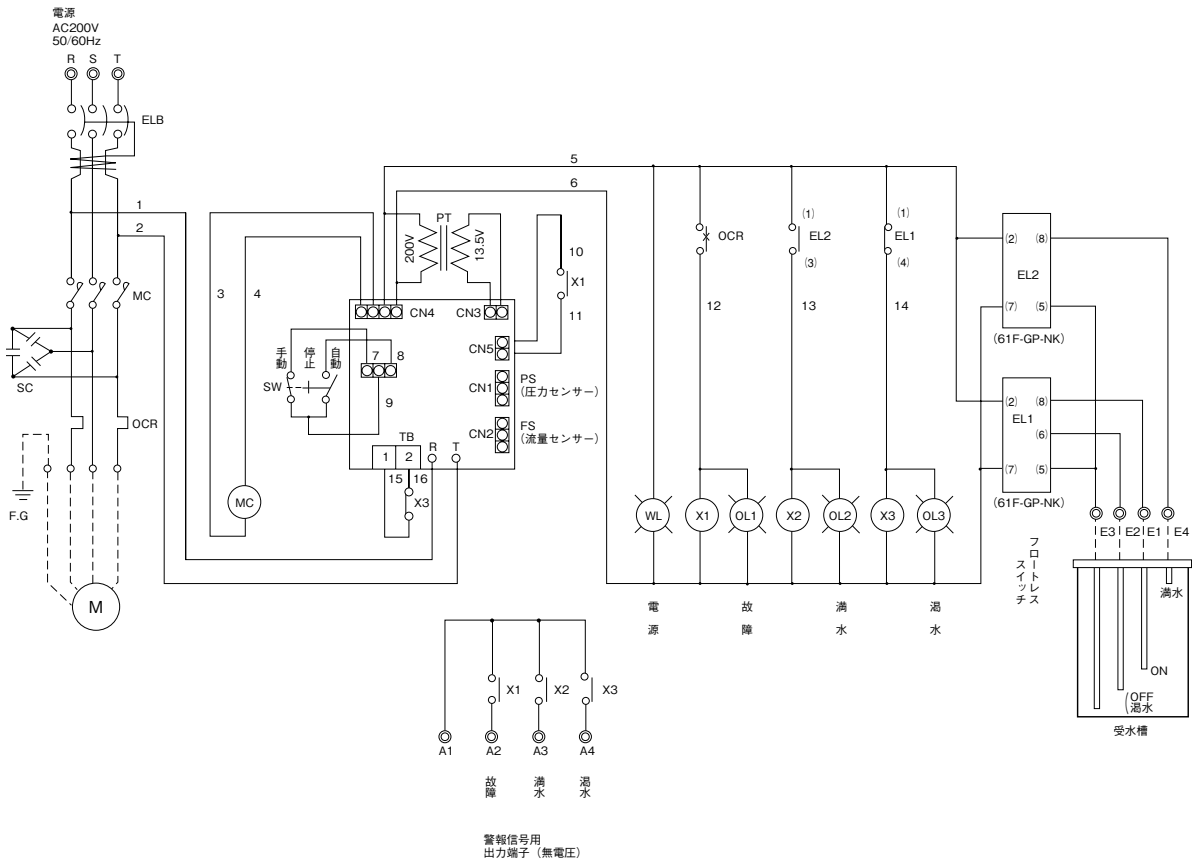 電源
AC200V
50/60Hz
R S T
ELB
1
2
MC
SC
OCR
F.G
M
3 4
MC
5
6
PT
200V 13.5V
10
X1
11
CN4 CN3
CN5
手動 停止 自動
7 8
SW
9
CN1
PS
(圧力センサー)
CN2
FS
(流量センサー)
TB R T
1 2
15 16
X3
OCR
(1)
EL2
(3)
(1)
EL1
(4)
12 13 14
WL X1 OL1 X2 OL2 X3 OL3
電源 故障 満水 渇水
(2) (8)
EL2
(7) (5)
(61F-GP-NK)
(2) (8)
EL1
(6)
(7) (5)
(61F-GP-NK)
フロートレス
スイッチ
E3 E2 E1 E4
満水
ON
(OFF
渇水
受水槽
X1 X2 X3
A1 A2 A3 A4
故障 満水 渇水
警報信号用
出力端子(無電圧)